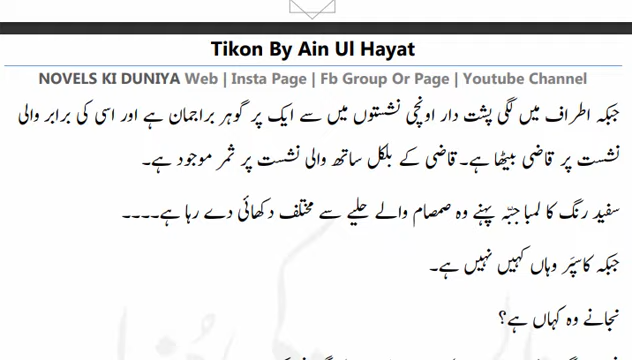 Tikon By Ain Ul Hayat
NOVELS KI DUNIYA Web | Insta Page | Fb Group Or Page | Youtube Channel
جبکہ اطراف میں لگی پشت دار اونچی نشستوں میں سے ایک پر گوہر براجمان ہے اور اسی کی برابر والی
نشست پر قاضی بیٹھا ہے۔ قاضی کے بلکل ساتھ والی نشست پر ثمر موجود ہے۔
سفید رنگ کا لمبا جبّہ پہنے وہ صمصام والے حلیے سے مختلف دکھائی دے رہا ہے۔۔۔۔
جبکہ کاسپَر وہاں کہیں نہیں ہے۔
نجانے وہ کہاں ہے؟